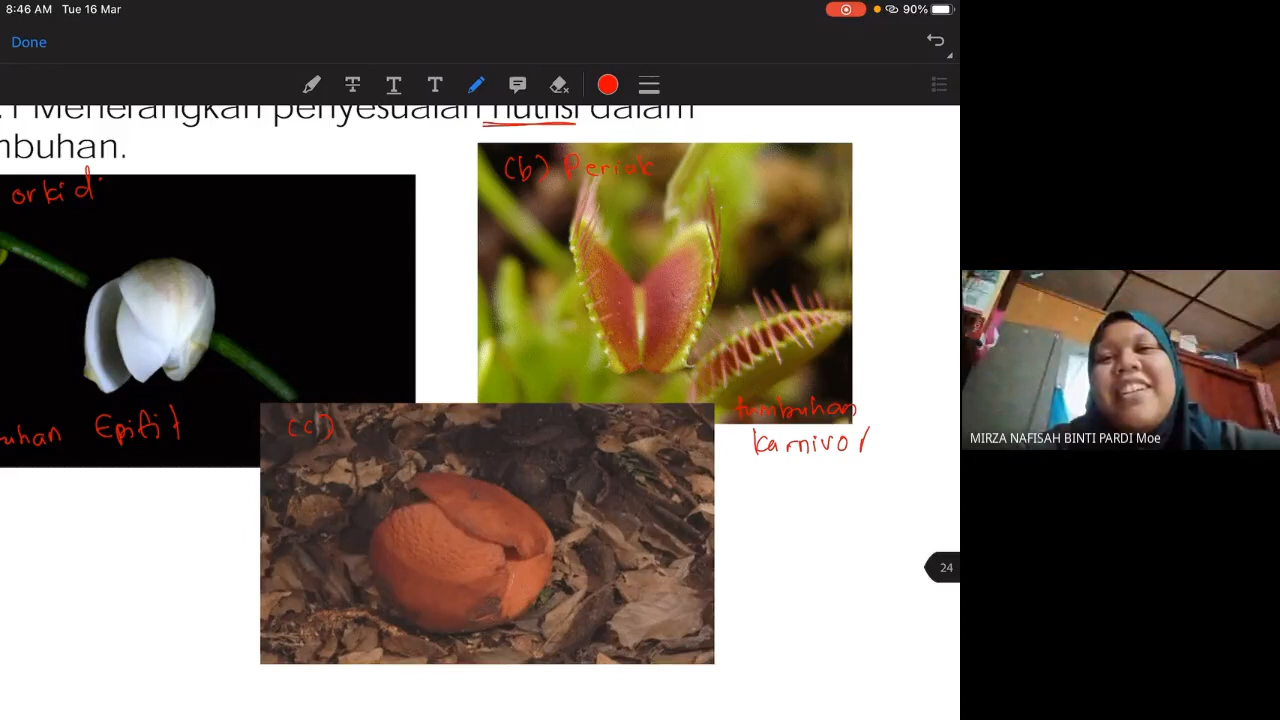 8:46 AM Tue 16 Mar
90%
Done
.1 Menerangkan penyesuaian nutrisi dalam
mbuhan.
orkid
(b) Periuk
uhan Epifit
(c)
tumbuhan
karnivor
MIRZA NAFISAH BINTI PARDI Moe
24